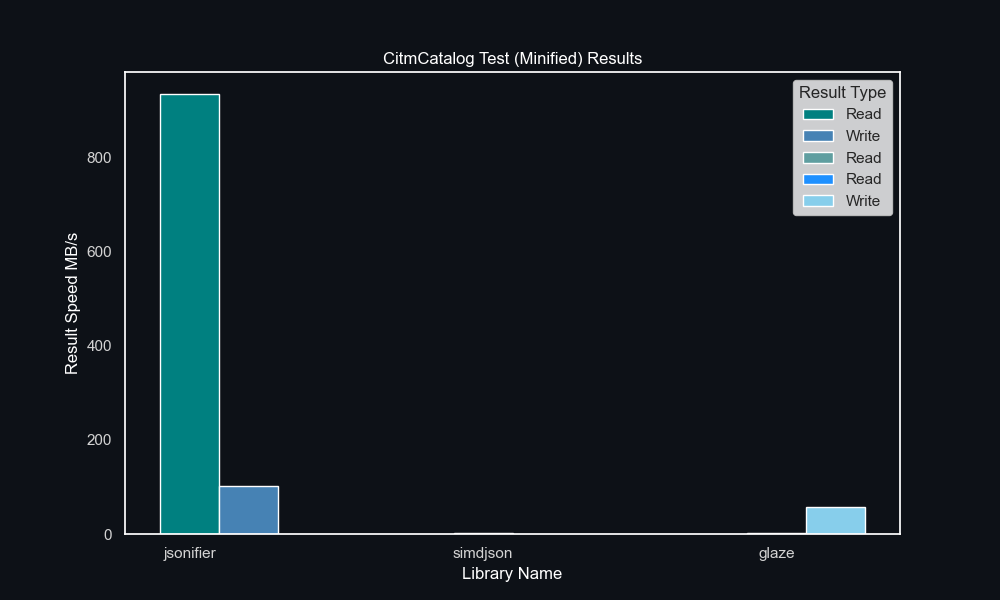 CitmCatalog Test (Minified) Results
Result Type
Read
Write
Read
Read
Write
Result Speed MB/s
800
600
400
200
0
jsonifier
simdjson
glaze
Library Name